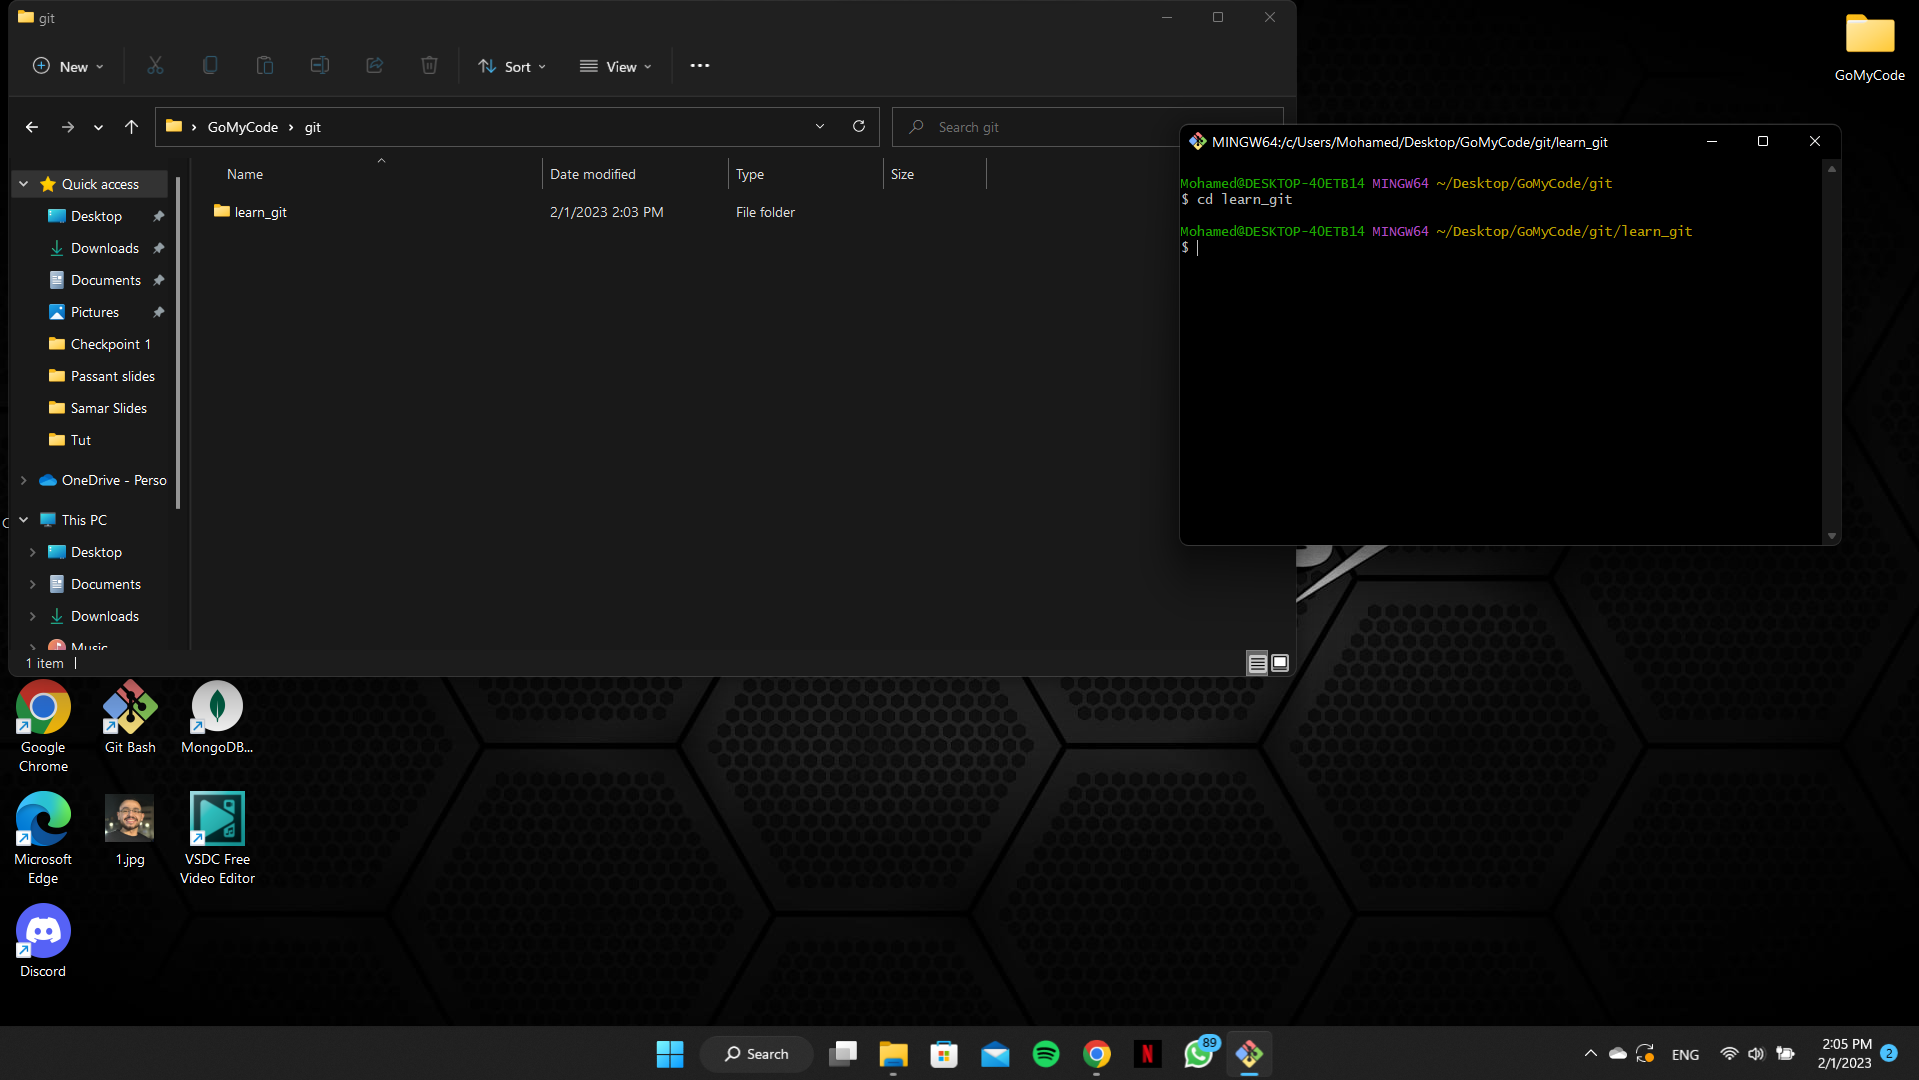 git
New
Sort
View
GoMyCode
git
Search git
Name
Date modified
Type
Size
Quick access
Desktop
Downloads
Documents
Pictures
Checkpoint 1
Passant slides
Samar Slides
Tut
OneDrive - Perso
This PC
Desktop
Documents
Downloads
Music
learn_git
2/1/2023 2:03 PM
File folder
1 item
MINGW64:/c/Users/Mohamed/Desktop/GoMyCode/git/learn_git
Mohamed@DESKTOP-4OETB14 MINGW64 ~/Desktop/GoMyCode/git
$ cd learn_git
Mohamed@DESKTOP-4OETB14 MINGW64 ~/Desktop/GoMyCode/git/learn_git
$
GoMyCode
Google
Chrome
Git Bash
MongoDB...
Microsoft
Edge
1.jpg
VSDC Free
Video Editor
Discord
Search
N
89
ENG
2:05 PM
2/1/2023
2